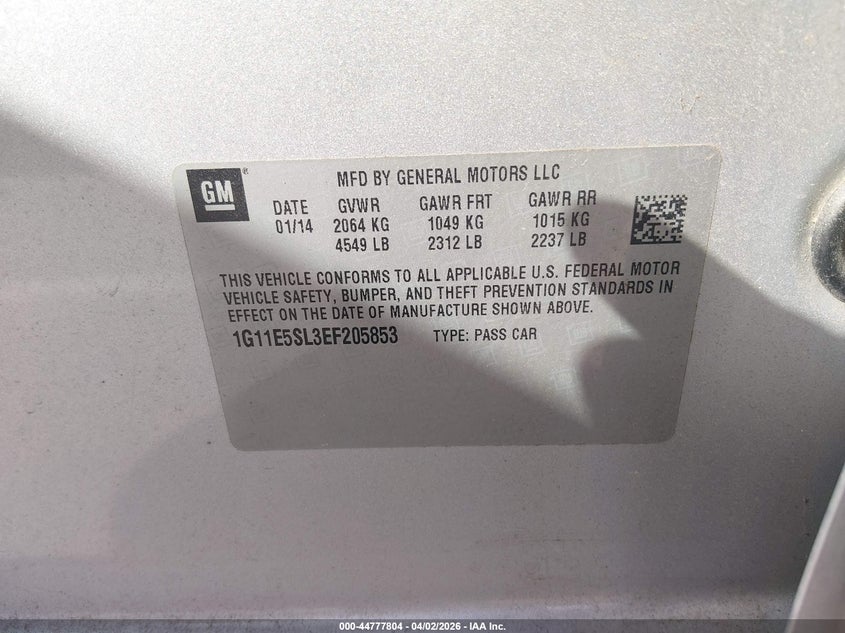 GM
MFD BY GENERAL MOTORS LLC
DATE GVWR GAWR FRT GAWR RR
01/14 2064 KG 1049 KG 1015 KG
4549 LB 2312 LB 2237 LB
THIS VEHICLE CONFORMS TO ALL APPLICABLE U.S. FEDERAL MOTOR
VEHICLE SAFETY, BUMPER, AND THEFT PREVENTION STANDARDS IN
EFFECT ON THE DATE OF MANUFACTURE SHOWN ABOVE.
1G11E5SL3EF205853 TYPE: PASS CAR
000-44777804 - 04/02/2026 - IAA Inc.